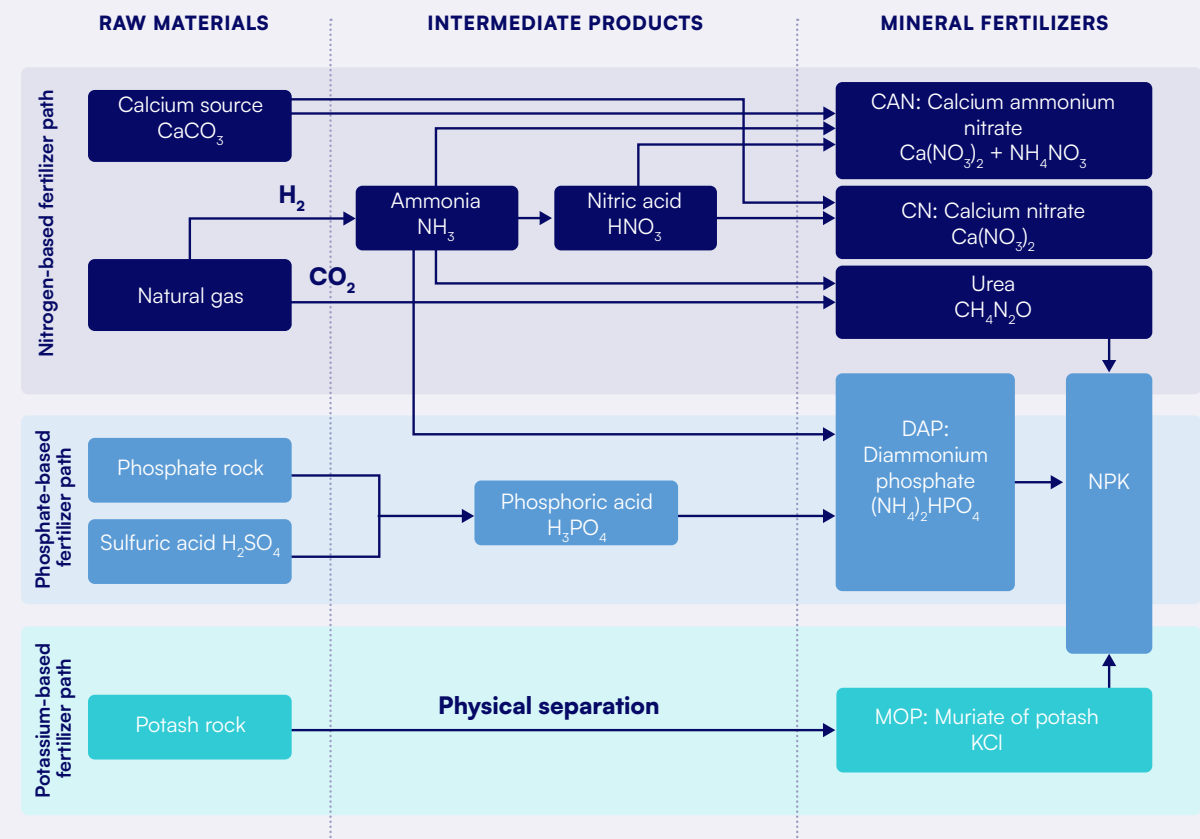 RAW MATERIALS
INTERMEDIATE PRODUCTS
MINERAL FERTILIZERS
Nitrogen-based fertilizer path
Calcium source
CaCO₃
CAN: Calcium ammonium
nitrate
Ca(NO₃)₂ + NH₄NO₃
H₂
Ammonia
NH₃
Nitric acid
HNO₃
CN: Calcium nitrate
Ca(NO₃)₂
Natural gas
CO₂
Urea
CH₄N₂O
Phosphate-based
fertilizer path
Phosphate rock
Sulfuric acid H₂SO₄
Phosphoric acid
H₃PO₄
DAP:
Diammonium
phosphate
(NH₄)₂HPO₄
NPK
Potassium-based
fertilizer path
Potash rock
Physical separation
MOP: Muriate of potash
KCl